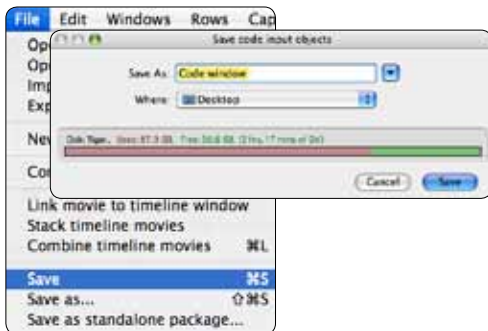 File Edit Windows Rows Cap
Op
Op
Imp
Exp
New
Cor
Save code input objects
Save As: Code window
Where: Desktop
Cancel Save
Link movie to timeline window
Stack timeline movies
Combine timeline movies ⌘L
Save ⌘S
Save as... ⇧⌘S
Save as standalone package...